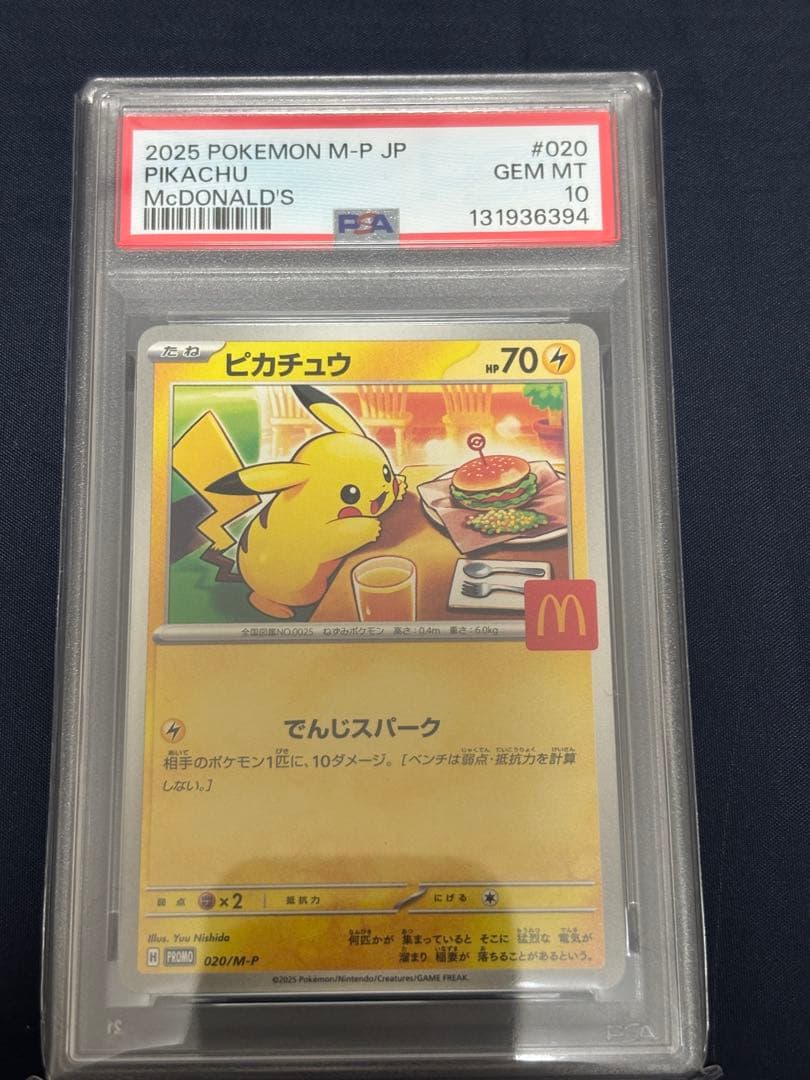 2025 POKEMON M-P JP #020
PIKACHU GEM MT
McDONALD'S 10
PSA 131936394
たね ピカチュウ HP70
M
全国図鑑NO.0025 ねずみポケモン 高さ:0.4m 重さ:6.0kg
でんじスパーク
相手のポケモン1匹に、10ダメージ。[ベンチは弱点・抵抗力を計算
しない。]
弱点 ×2 抵抗力 にげる
Illus. Yuu Nishida
何匹かが 集まっていると そこに 猛烈な 電気が
溜まり 稲妻が 落ちることがあるという。
H PROMO 020/M-P
©2025 Pokémon/Nintendo/Creatures/GAME FREAK.
PSA